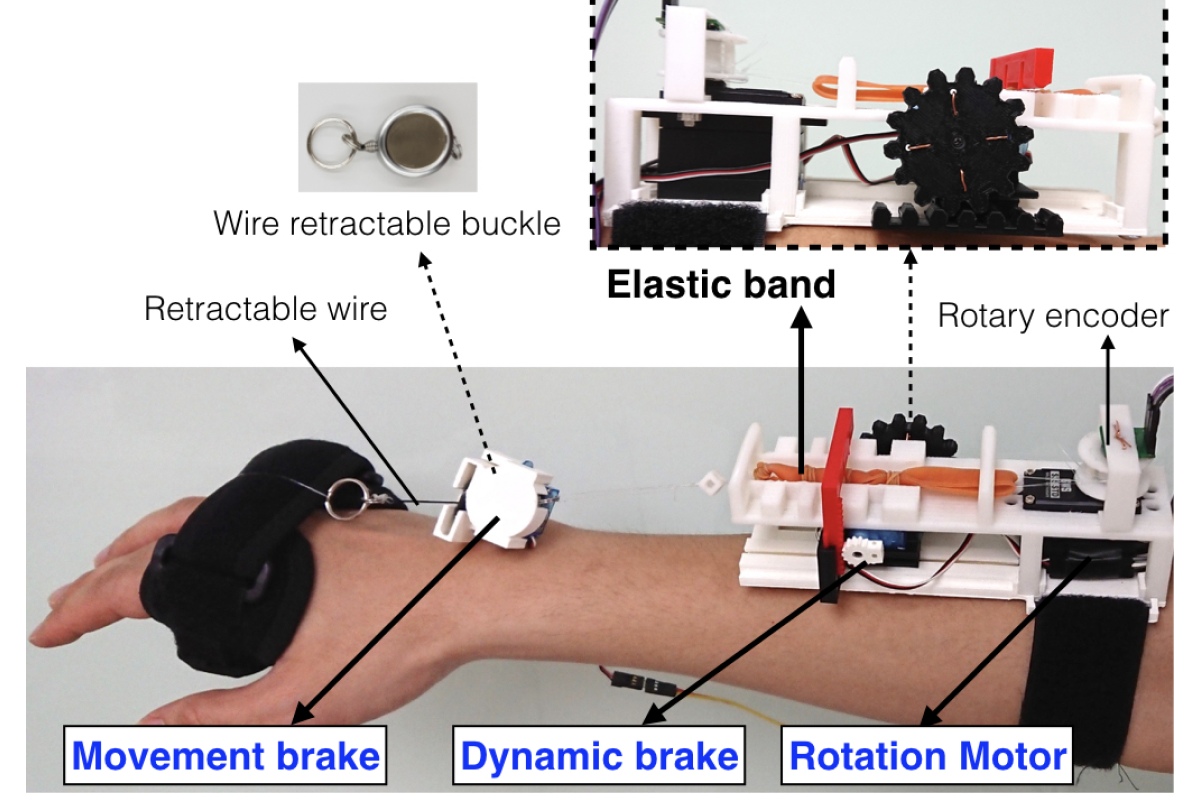 Wire retractable buckle
Elastic band
Retractable wire
Rotary encoder
Movement brake
Dynamic brake
Rotation Motor